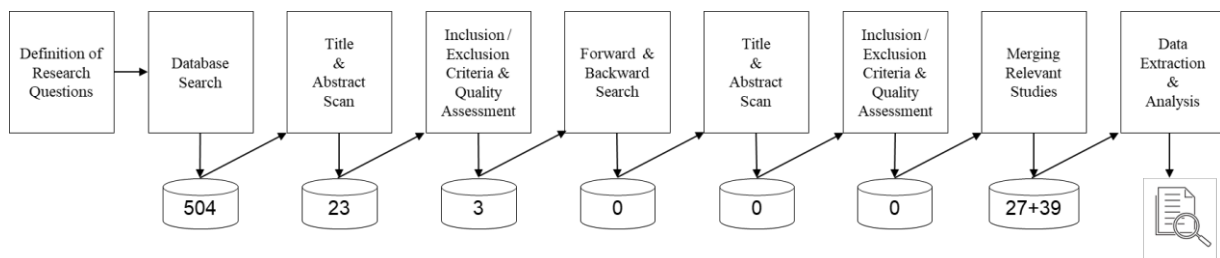 Definition of
Research
Questions
Database
Search
Title
&
Abstract
Scan
Inclusion /
Exclusion
Criteria &
Quality
Assessment
Forward &
Backward
Search
Title
&
Abstract
Scan
Inclusion /
Exclusion
Criteria &
Quality
Assessment
Merging
Relevant
Studies
Data
Extraction
&
Analysis
504
23
3
0
0
0
27+39